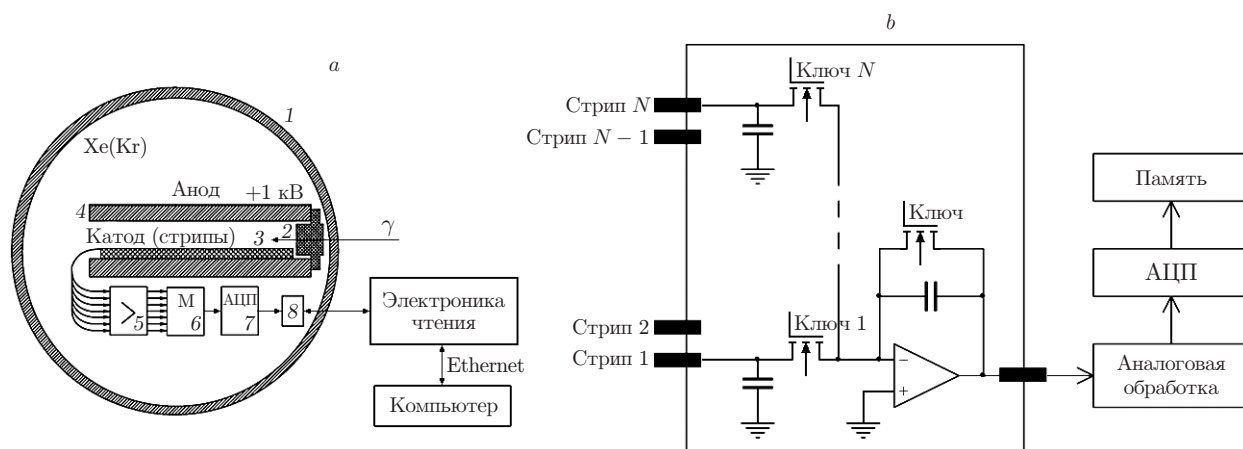 a
1
Xe(Kr)
Анод
+1 кВ
4
2
γ
Катод (стрипы)
3
5
М
6
АЦП
7
8
Электроника
чтения
Ethernet
Компьютер
b
Ключ N
Стрип N
Стрип N − 1
Ключ
Стрип 2
Стрип 1
Ключ 1
−
+
Память
АЦП
Аналоговая
обработка